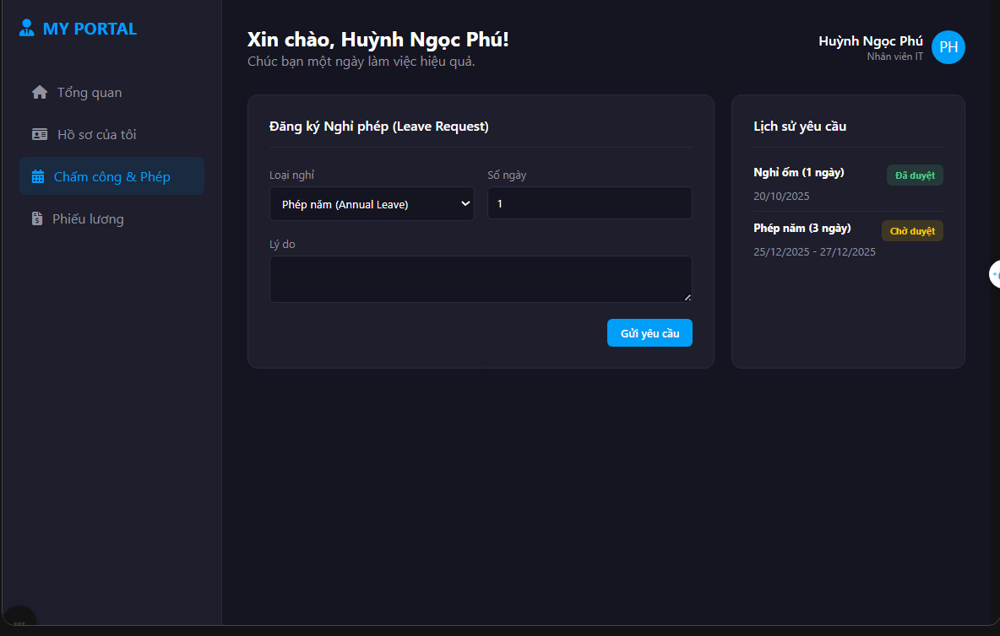 MY PORTAL
Tổng quan
Hồ sơ của tôi
Chấm công & Phép
Phiếu lương
Xin chào, Huỳnh Ngọc Phú!
Chúc bạn một ngày làm việc hiệu quả.
Huỳnh Ngọc Phú
Nhân viên IT
PH
Đăng ký Nghỉ phép (Leave Request)
Loại nghỉ
Số ngày
Phép năm (Annual Leave)
1
Lý do
Gửi yêu cầu
Lịch sử yêu cầu
Nghỉ ốm (1 ngày)
Đã duyệt
20/10/2025
Phép năm (3 ngày)
Chờ duyệt
25/12/2025 - 27/12/2025